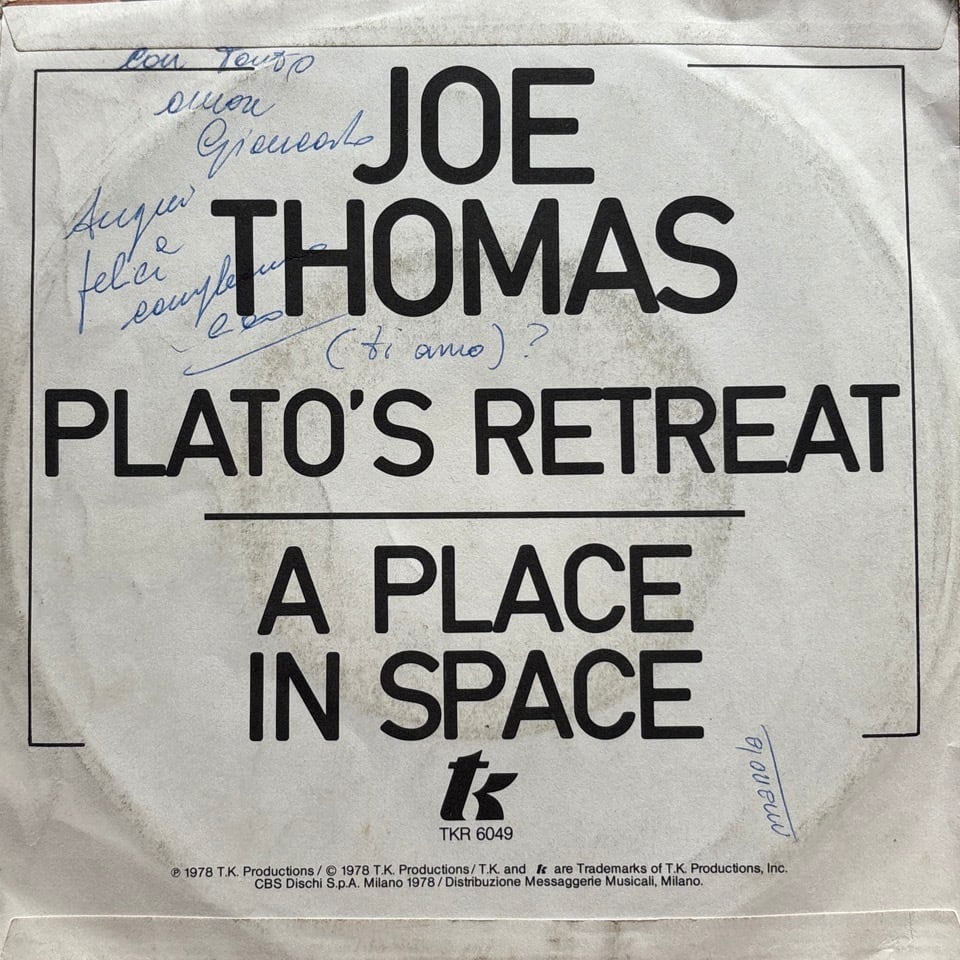 con tanto
amore
Giancarlo
JOE
THOMAS
Auguri
e
felici
(ti amo)?
PLATO'S RETREAT
A PLACE
IN SPACE
tk
TKR 6049
℗ 1978 T.K. Productions / © 1978 T.K. Productions / T.K. and tk are Trademarks of T.K. Productions, Inc.
CBS Dischi S.p.A. Milano 1978 / Distribuzione Messaggerie Musicali, Milano.